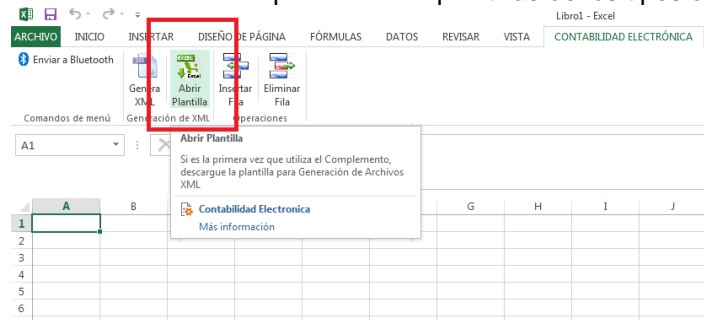 Libro1 - Excel
ARCHIVO INICIO INSERTAR DISEÑO DE PÁGINA FÓRMULAS DATOS REVISAR VISTA CONTABILIDAD ELECTRÓNICA
Enviar a Bluetooth
Genera XML
Abrir Plantilla
Insertar Fila
Eliminar Fila
Comandos de menú Generación de XML Operaciones
A1
Abrir Plantilla
Si es la primera vez que utiliza el Complemento,
descargue la plantilla para Generación de Archivos
XML
Contabilidad Electronica
Más información
A B G H I J
1
2
3
4
5
6